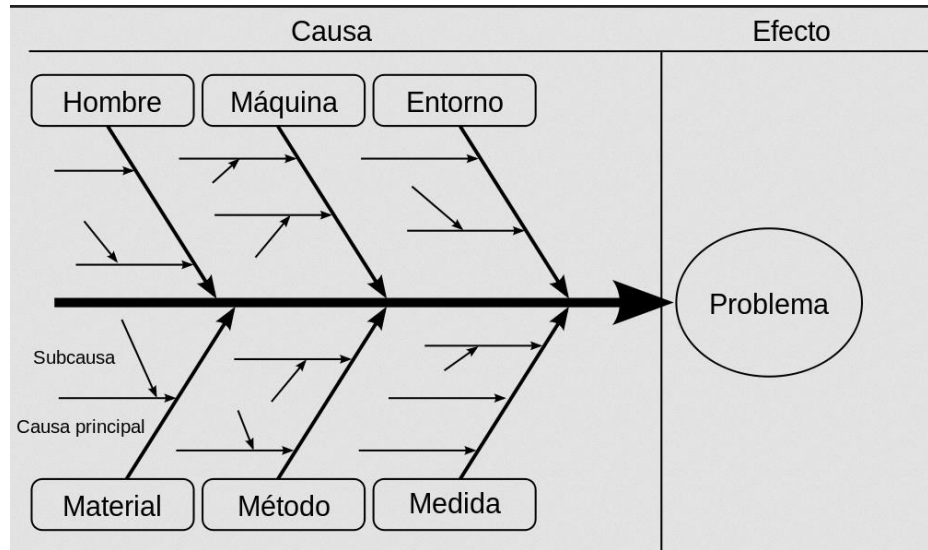 Causa
Efecto
Hombre
Máquina
Entorno
Problema
Subcausa
Causa principal
Material
Método
Medida